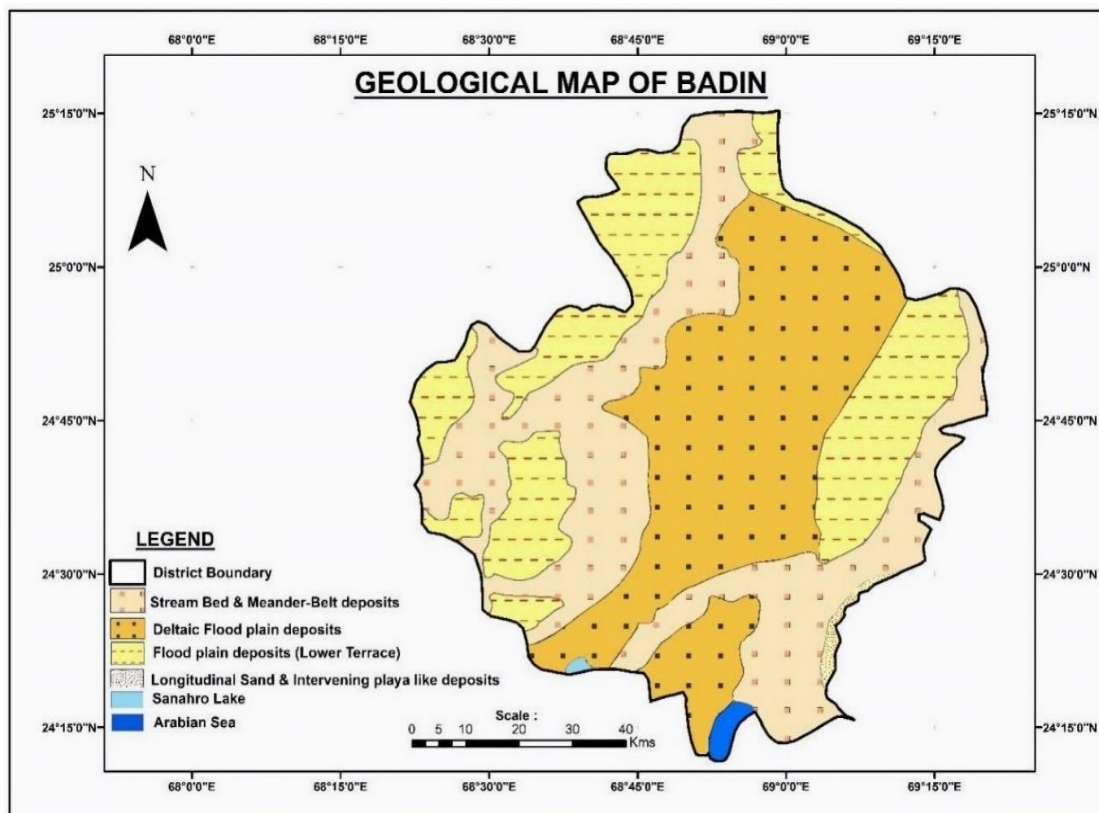 68°0'0"E 68°15'0"E 68°30'0"E 68°45'0"E 69°0'0"E 69°15'0"E
GEOLOGICAL MAP OF BADIN
25°15'0"N 25°15'0"N
N
25°0'0"N 25°0'0"N
24°45'0"N 24°45'0"N
LEGEND
24°30'0"N 24°30'0"N
District Boundary
Stream Bed & Meander-Belt deposits
Deltaic Flood plain deposits
Flood plain deposits (Lower Terrace)
Longitudinal Sand & Intervening playa like deposits
Sanahro Lake
Arabian Sea
Scale :
0 5 10 20 30 40
Kms
24°15'0"N 24°15'0"N
68°0'0"E 68°15'0"E 68°30'0"E 68°45'0"E 69°0'0"E 69°15'0"E